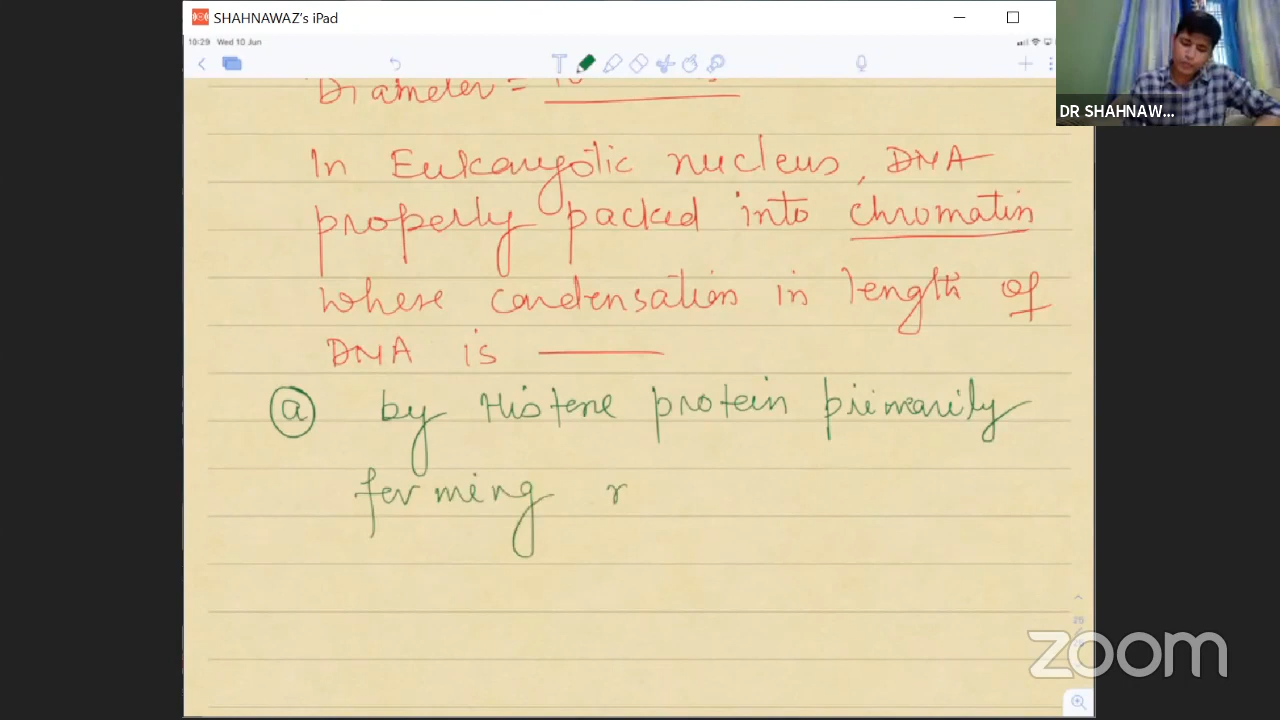 SHAHNAWAZ's iPad
10:29 Wed 10 Jun
DR SHAHNAW...
Diameter =
In Eukaryotic nucleus, DNA
properly packed into chromatin
where condensation in length of
DNA is
a by Histone protein primarily
forming n
zoom